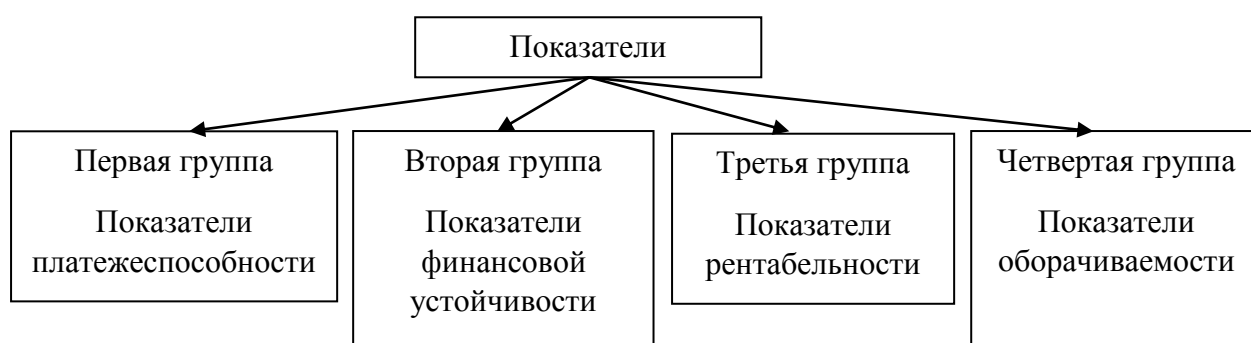 Показатели
Первая группа
Показатели
платежеспособности
Вторая группа
Показатели
финансовой
устойчивости
Третья группа
Показатели
рентабельности
Четвертая группа
Показатели
оборачиваемости